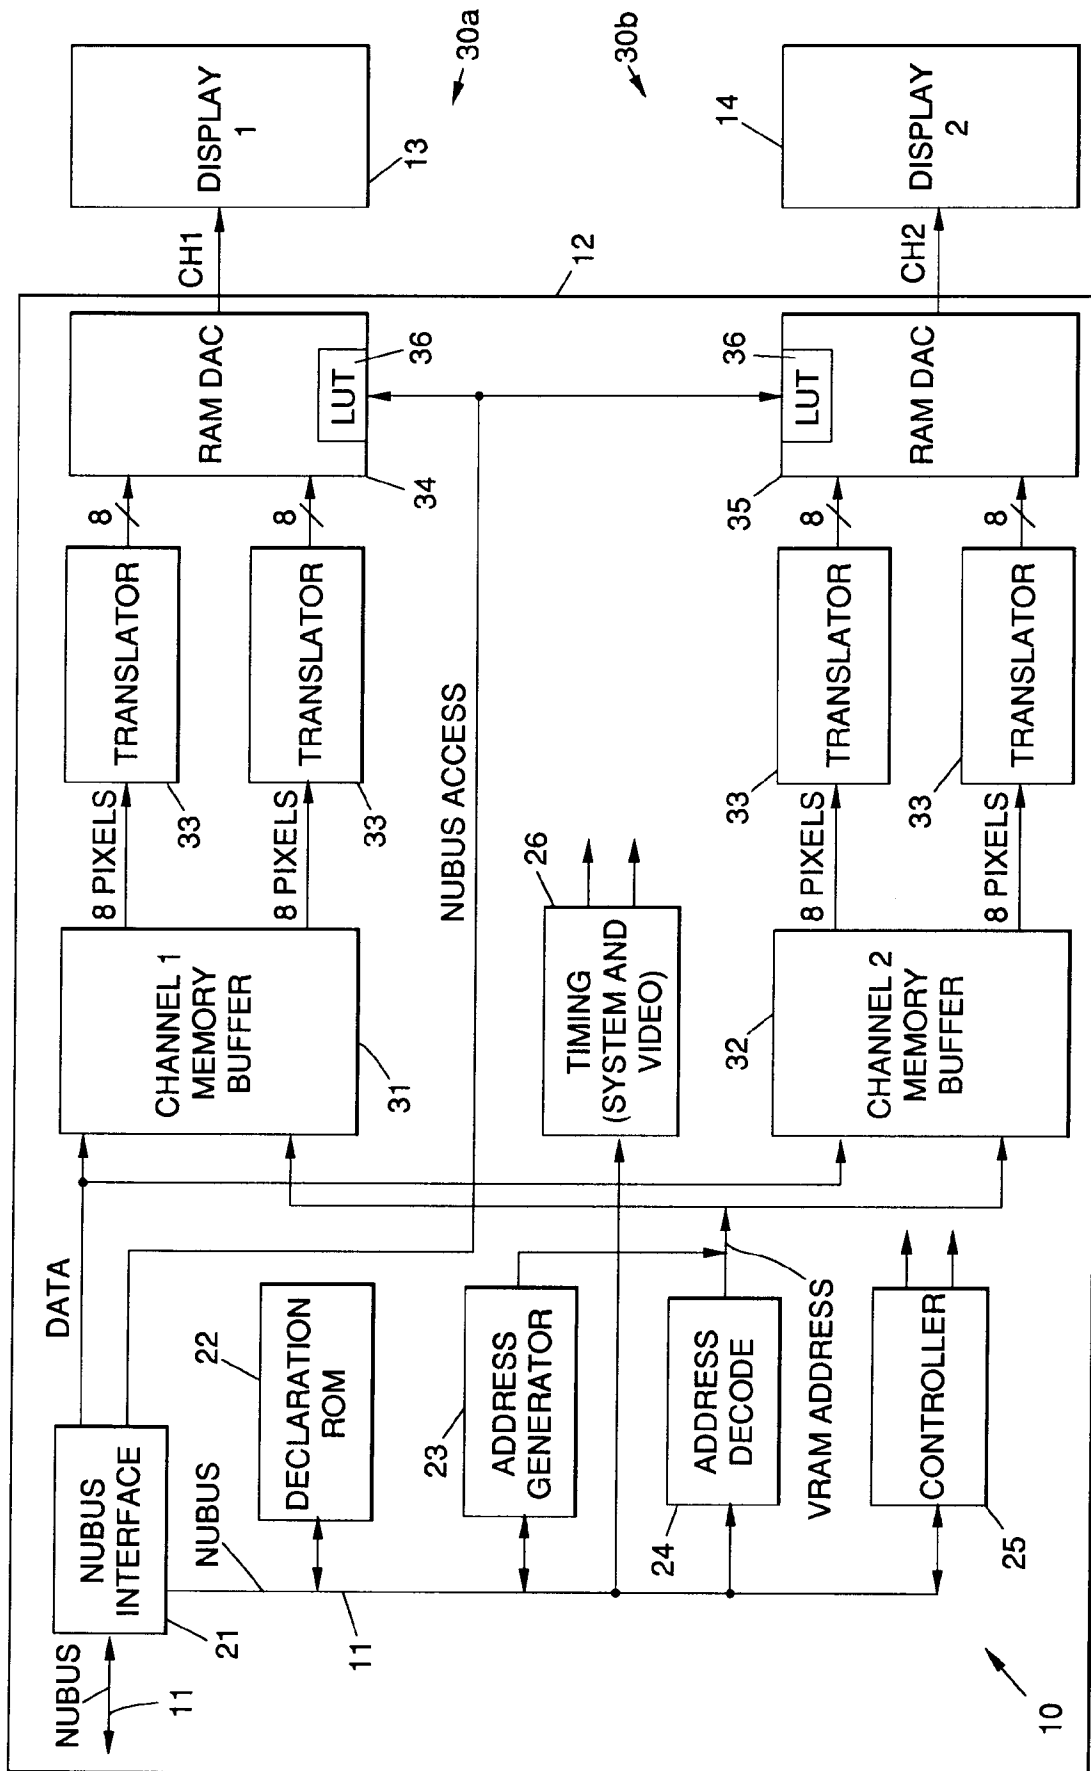 NUBUS
11
NUBUS
INTERFACE
21
DATA
NUBUS
11
DECLARATION
ROM
22
ADDRESS
GENERATOR
23
ADDRESS
DECODE
24
VRAM ADDRESS
CONTROLLER
25
10
CHANNEL 1
MEMORY
BUFFER
31
8 PIXELS
8 PIXELS
TRANSLATOR
33
TRANSLATOR
33
8
8
RAM DAC
LUT
36
34
CH1
DISPLAY
1
13
30a
NUBUS ACCESS
TIMING
(SYSTEM AND
VIDEO)
26
12
30b
CHANNEL 2
MEMORY
BUFFER
32
8 PIXELS
8 PIXELS
TRANSLATOR
33
TRANSLATOR
33
8
8
RAM DAC
LUT
36
35
CH2
DISPLAY
2
14